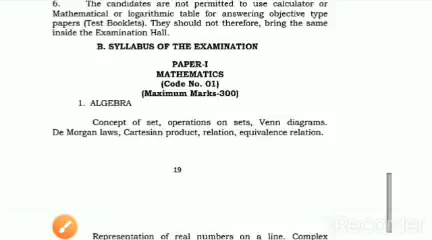 6. The candidates are not permitted to use calculator or
Mathematical or logarithmic table for answering objective type
papers (Test Booklets). They should not therefore, bring the same
inside the Examination Hall.
B. SYLLABUS OF THE EXAMINATION
PAPER-I
MATHEMATICS
(Code No. 01)
(Maximum Marks-300)
1. ALGEBRA
Concept of set, operations on sets, Venn diagrams.
De Morgan laws, Cartesian product, relation, equivalence relation.
19
Recorder
Representation of real numbers on a line. Complex